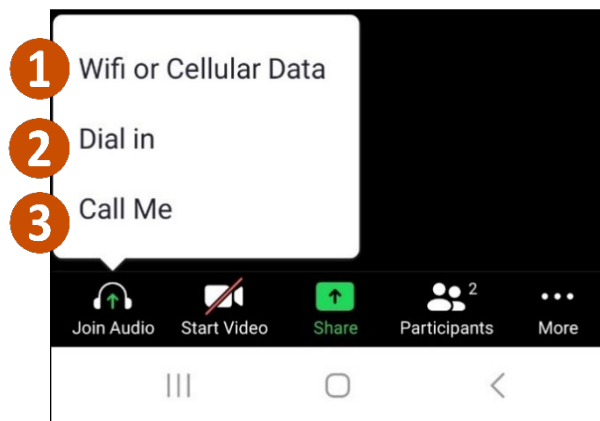 1 Wifi or Cellular Data
2 Dial in
3 Call Me
Join Audio Start Video Share Participants 2 More